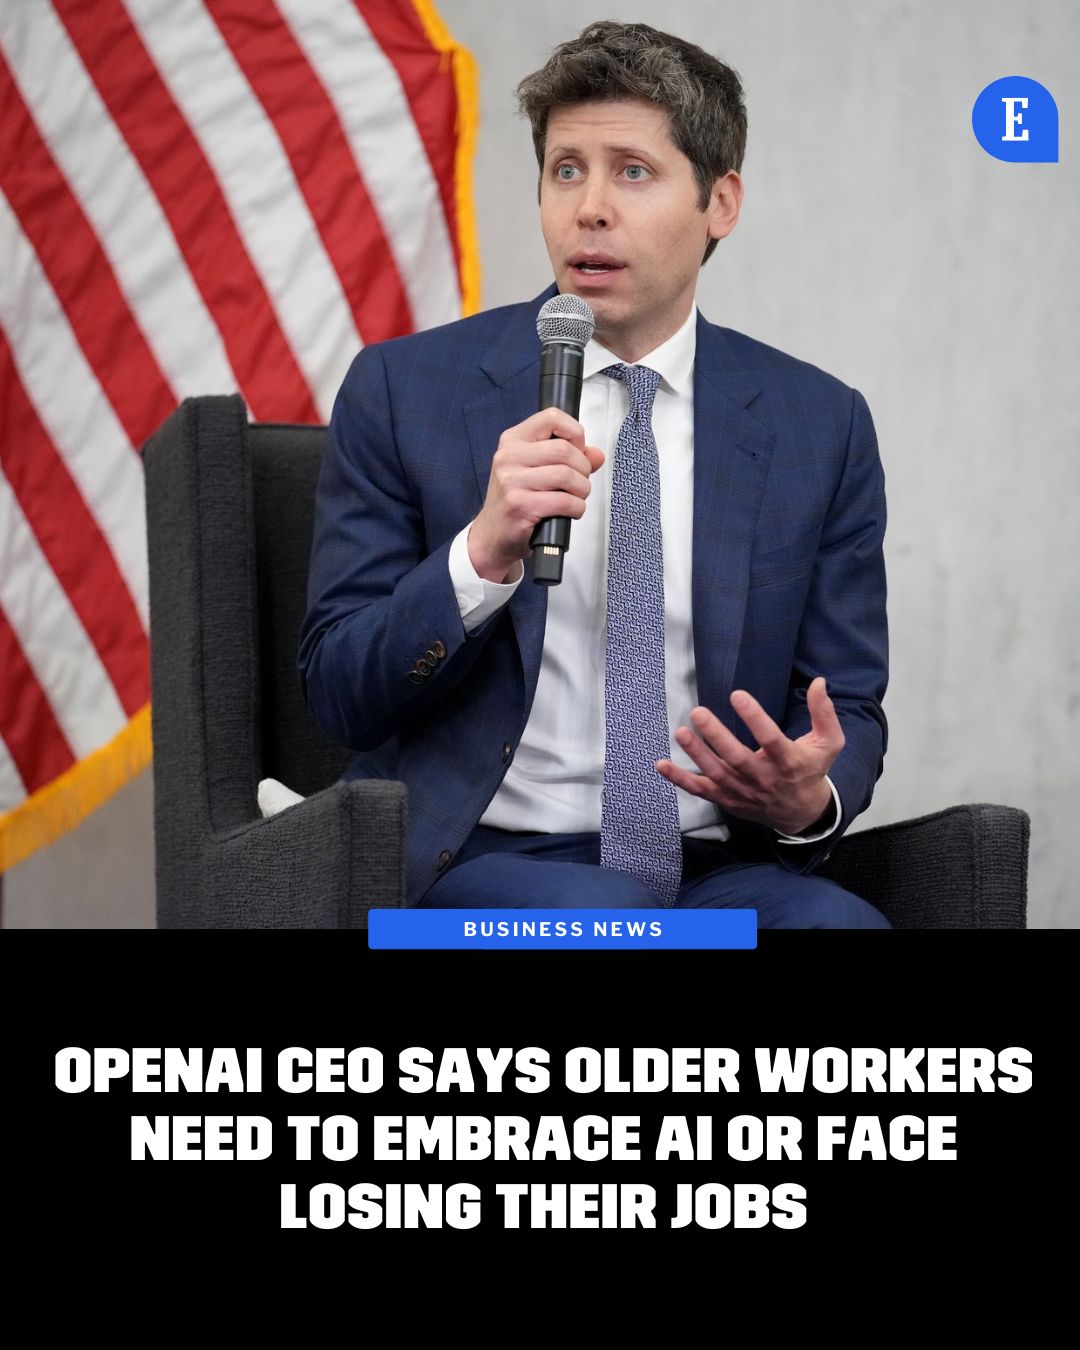 E
BUSINESS NEWS
OPENAI CEO SAYS OLDER WORKERS
NEED TO EMBRACE AI OR FACE
LOSING THEIR JOBS